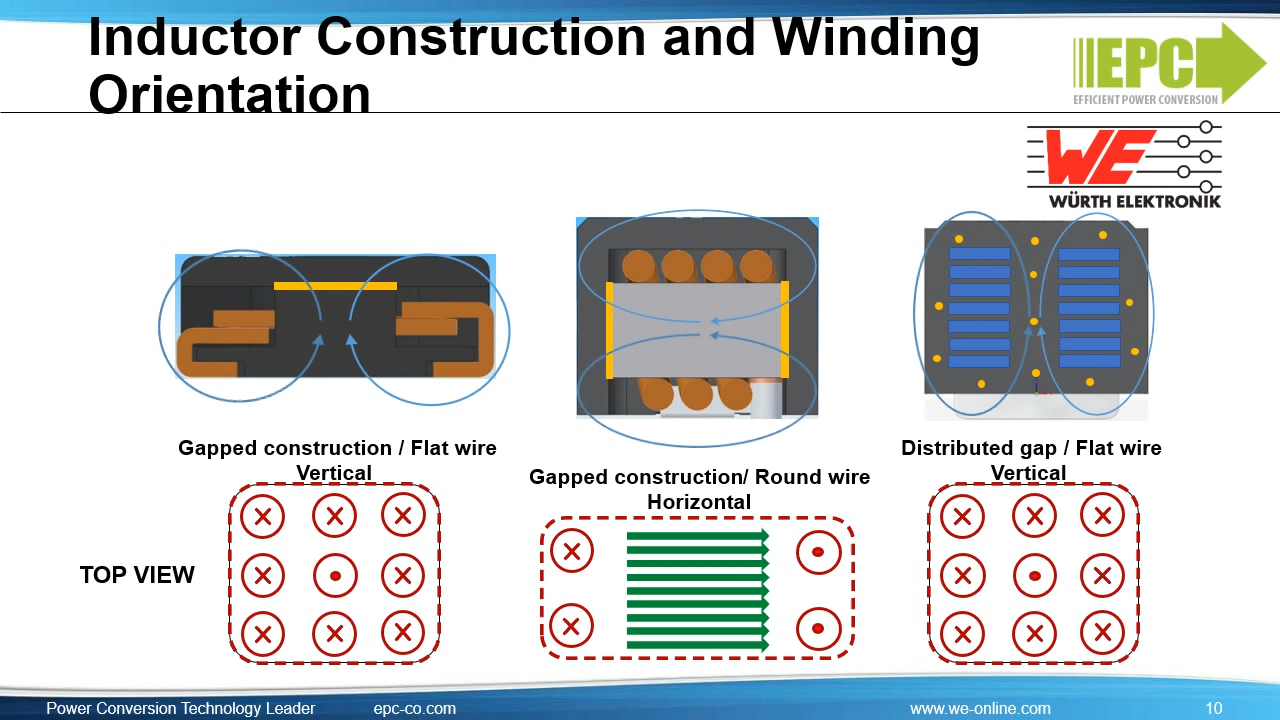 Inductor Construction and Winding
Orientation
EPC
EFFICIENT POWER CONVERSION
WE
WÜRTH ELEKTRONIK
Gapped construction / Flat wire
Vertical
Gapped construction/ Round wire
Horizontal
Distributed gap / Flat wire
Vertical
TOP VIEW
Power Conversion Technology Leader
epc-co.com
www.we-online.com
10